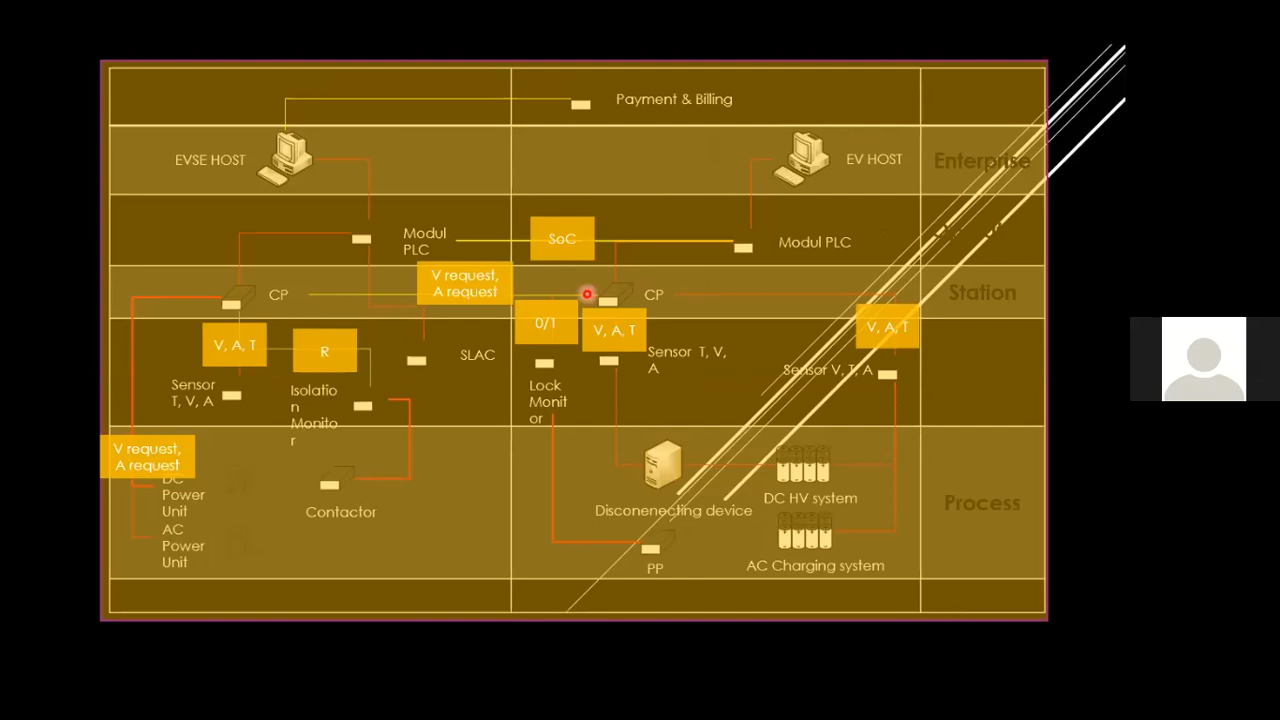 Payment & Billing
EVSE HOST
EV HOST
Enterprise
Modul
PLC
SoC
Modul PLC
V request,
A request
CP
CP
Station
V, A, T
R
0/1
V, A, T
V, A, T
SLAC
Sensor T, V,
A
Sensor V, T, A
Sensor
T, V, A
Isolatio
n
Monito
r
Lock
Monit
or
V request,
A request
DC
Power
Unit
Contactor
Disconenecting device
DC HV system
Process
AC
Power
Unit
PP
AC Charging system